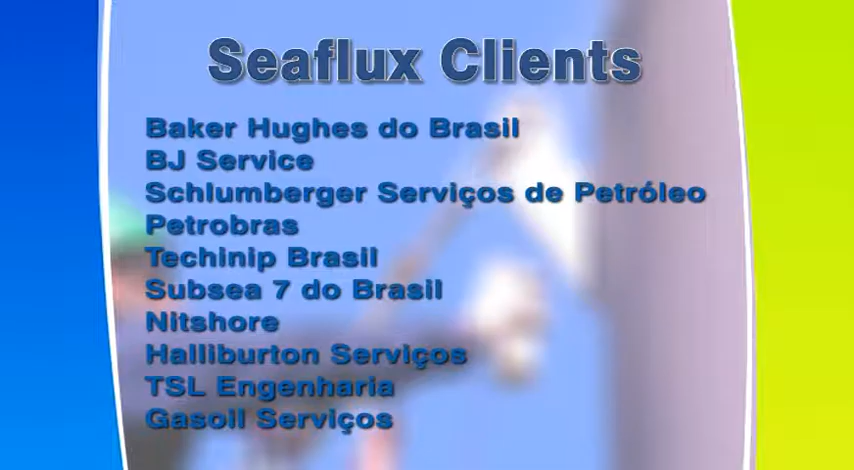 Seaflux Clients
Baker Hughes do Brasil
BJ Service
Schlumberger Serviços de Petróleo
Petrobras
Techinip Brasil
Subsea 7 do Brasil
Nitshore
Halliburton Serviços
TSL Engenharia
Gasoil Serviços